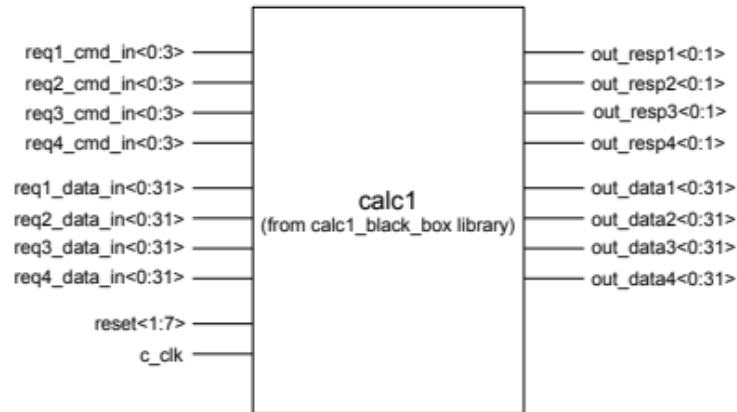 req1_cmd_in<0:3>
req2_cmd_in<0:3>
req3_cmd_in<0:3>
req4_cmd_in<0:3>
req1_data_in<0:31>
req2_data_in<0:31>
req3_data_in<0:31>
req4_data_in<0:31>
reset<1:7>
c_clk
calc1
(from calc1_black_box library)
out_resp1<0:1>
out_resp2<0:1>
out_resp3<0:1>
out_resp4<0:1>
out_data1<0:31>
out_data2<0:31>
out_data3<0:31>
out_data4<0:31>